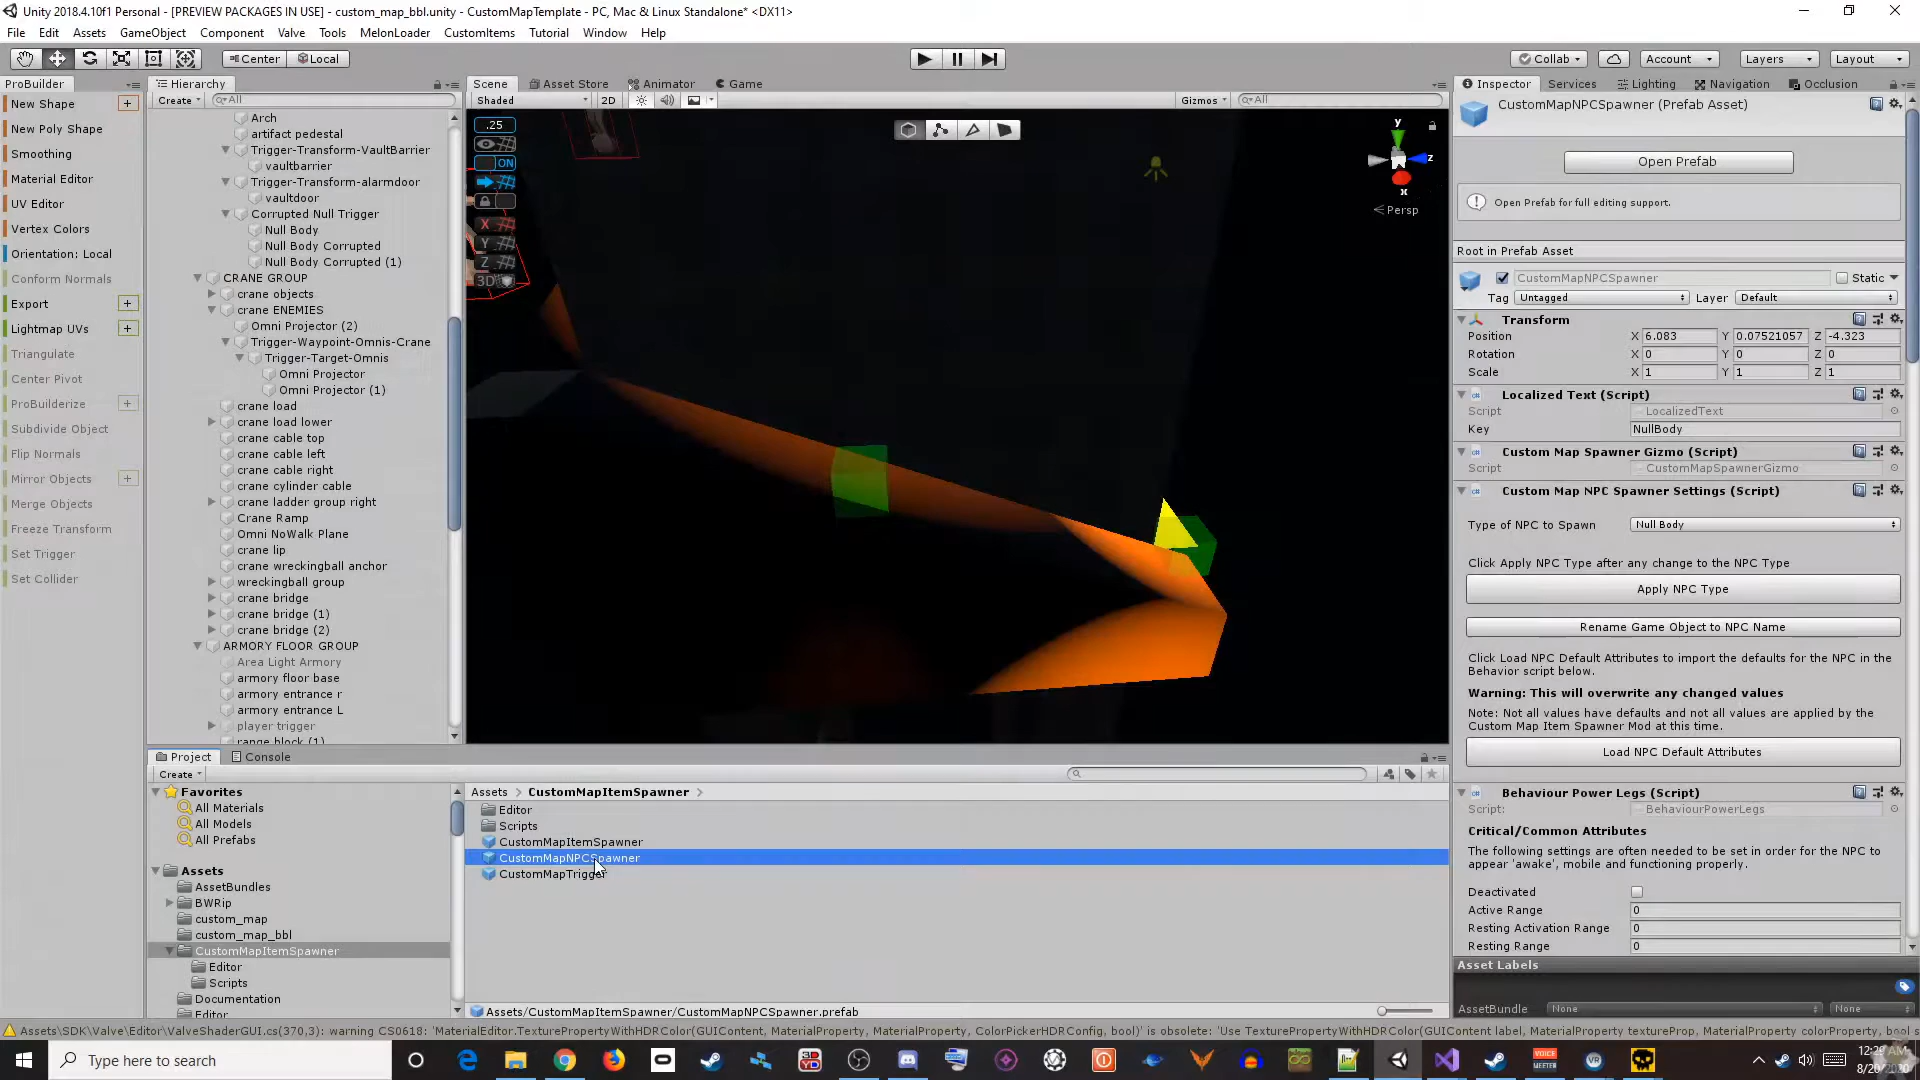 Unity 2018.4.10f1 Personal - [PREVIEW PACKAGES IN USE] - custom_map_bbl.unity - CustomMapTemplate - PC, Mac & Linux Standalone* <DX11>
File Edit Assets GameObject Component Valve Tools MelonLoader CustomItems Tutorial Window Help
Center Local Collab Account Layers Layout
ProBuilder Hierarchy Scene Asset Store Animator Game Inspector Services Lighting Navigation Occlusion
New Shape
New Poly Shape
Smoothing
Material Editor
UV Editor
Vertex Colors
Orientation: Local
Conform Normals
Export
Lightmap UVs
Triangulate
Center Pivot
ProBuilderize
Subdivide Object
Flip Normals
Mirror Objects
Merge Objects
Freeze Transform
Set Trigger
Set Collider
Create All
Arch
artifact pedestal
Trigger-Transform-VaultBarrier
vaultbarrier
Trigger-Transform-alarmdoor
vaultdoor
Corrupted Null Trigger
Null Body
Null Body Corrupted
Null Body Corrupted (1)
CRANE GROUP
crane objects
crane ENEMIES
Omni Projector (2)
Trigger-Waypoint-Omnis-Crane
Trigger-Target-Omnis
Omni Projector
Omni Projector (1)
crane load
crane load lower
crane cable top
crane cable left
crane cable right
crane cylinder cable
crane ladder group right
Crane Ramp
Omni NoWalk Plane
crane lip
crane wreckingball anchor
wreckingball group
crane bridge
crane bridge (1)
crane bridge (2)
ARMORY FLOOR GROUP
Area Light Armory
armory floor base
armory entrance r
armory entrance L
player trigger
range block (1)
Shaded 2D Gizmos All
.25
ON
X
Y
Z
3D
y
z
x
Persp
CustomMapNPCSpawner (Prefab Asset)
Open Prefab
Open Prefab for full editing support.
Root in Prefab Asset
CustomMapNPCSpawner Static
Tag Untagged Layer Default
Transform
Position X 6.083 Y 0.07521057 Z -4.323
Rotation X 0 Y 0 Z 0
Scale X 1 Y 1 Z 1
Localized Text (Script)
Script LocalizedText
Key NullBody
Custom Map Spawner Gizmo (Script)
Script CustomMapSpawnerGizmo
Custom Map NPC Spawner Settings (Script)
Type of NPC to Spawn Null Body
Click Apply NPC Type after any change to the NPC Type
Apply NPC Type
Rename Game Object to NPC Name
Click Load NPC Default Attributes to import the defaults for the NPC in the
Behavior script below.
Warning: This will overwrite any changed values
Note: Not all values have defaults and not all values are applied by the
Custom Map Item Spawner Mod at this time.
Load NPC Default Attributes
Behaviour Power Legs (Script)
Script: BehaviourPowerLegs
Critical/Common Attributes
The following settings are often needed to be set in order for the NPC to
appear 'awake', mobile and functioning properly.
Deactivated
Active Range 0
Resting Activation Range 0
Resting Range 0
Asset Labels
AssetBundle None None
Project Console
Create
Favorites
All Materials
All Models
All Prefabs
Assets
AssetBundles
BWRip
custom_map
custom_map_bbl
CustomMapItemSpawner
Editor
Scripts
Documentation
Editor
Assets > CustomMapItemSpawner >
Editor
Scripts
CustomMapItemSpawner
CustomMapNPCSpawner
CustomMapTrigger
Assets/CustomMapItemSpawner/CustomMapNPCSpawner.prefab
Assets\SDK\Valve\Editor\ValveShaderGUI.cs(370,3): warning CS0618: 'MaterialEditor.TexturePropertyWithHDRColor(GUIContent, MaterialProperty, MaterialProperty, ColorPickerHDRConfig, bool)' is obsolete: 'Use TexturePropertyWithHDRColor(GUIContent label, MaterialProperty textureProp, MaterialProperty colorProperty, bool s
Type here to search
12:29 AM